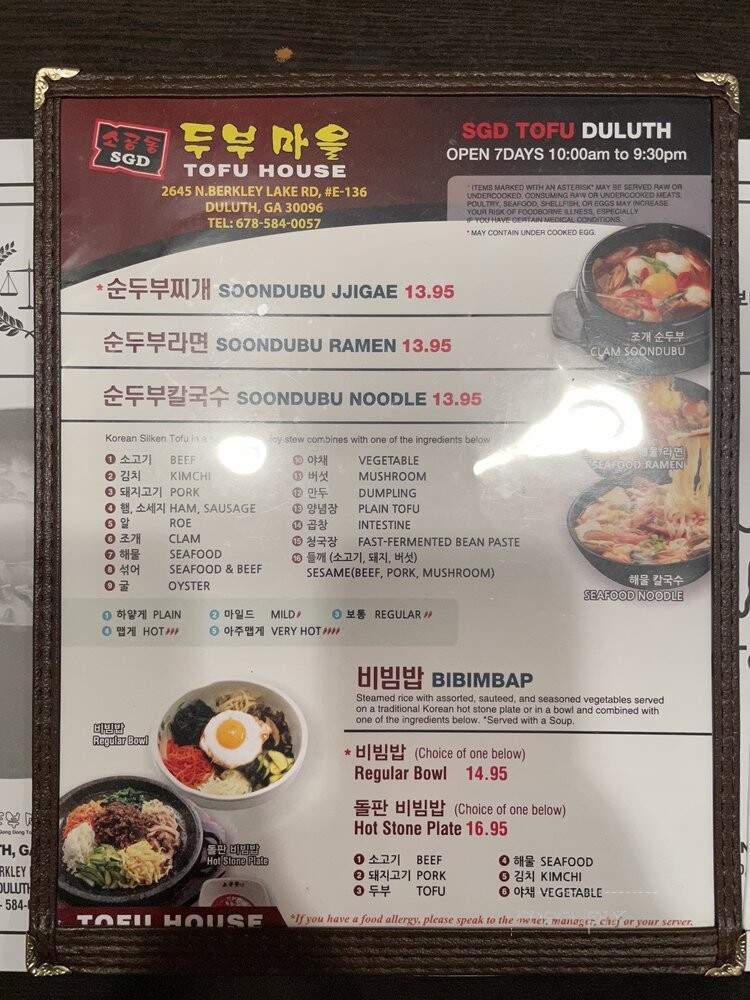 소공동
SGD
두부 마을
TOFU HOUSE
2645 N.BERKLEY LAKE RD, #E-136
DULUTH, GA 30096
TEL: 678-584-0057
SGD TOFU DULUTH
OPEN 7DAYS 10:00am to 9:30pm
* ITEMS MARKED WITH AN ASTERISK* MAY BE SERVED RAW OR
UNDERCOOKED. CONSUMING RAW OR UNDERCOOKED MEATS,
POULTRY, SEAFOOD, SHELLFISH, OR EGGS MAY INCREASE
YOUR RISK OF FOODBORNE ILLNESS, ESPECIALLY
IF YOU HAVE CERTAIN MEDICAL CONDITIONS.
* MAY CONTAIN UNDER COOKED EGG.
*순두부찌개 SOONDUBU JJIGAE 13.95
순두부라면 SOONDUBU RAMEN 13.95
순두부칼국수 SOONDUBU NOODLE 13.95
조개 순두부
CLAM SOONDUBU
해물 라면
SEAFOOD RAMEN
해물 칼국수
SEAFOOD NOODLE
Korean Silken Tofu in a stew combines with one of the ingredients below
1 소고기 BEEF
2 김치 KIMCHI
3 돼지고기 PORK
4 햄, 소세지 HAM, SAUSAGE
5 알 ROE
6 조개 CLAM
7 해물 SEAFOOD
8 섞어 SEAFOOD & BEEF
9 굴 OYSTER
10 야채 VEGETABLE
11 버섯 MUSHROOM
12 만두 DUMPLING
13 양념장 PLAIN TOFU
14 곱창 INTESTINE
15 청국장 FAST-FERMENTED BEAN PASTE
16 들깨 (소고기, 돼지, 버섯)
SESAME(BEEF, PORK, MUSHROOM)
1 하얗게 PLAIN 2 마일드 MILD 3 보통 REGULAR
4 맵게 HOT 5 아주맵게 VERY HOT
비빔밥 BIBIMBAP
Steamed rice with assorted, sauteed, and seasoned vegetables served
on a traditional Korean hot stone plate or in a bowl and combined with
one of the ingredients below. *Served with a Soup.
비빔밥
Regular Bowl
돌판 비빔밥
Hot Stone Plate
* 비빔밥 (Choice of one below)
Regular Bowl 14.95
돌판 비빔밥 (Choice of one below)
Hot Stone Plate 16.95
1 소고기 BEEF
2 돼지고기 PORK
3 두부 TOFU
4 해물 SEAFOOD
5 김치 KIMCHI
6 야채 VEGETABLE
TOFU HOUSE
*If you have a food allergy, please speak to the owner, manager, chef or your server.